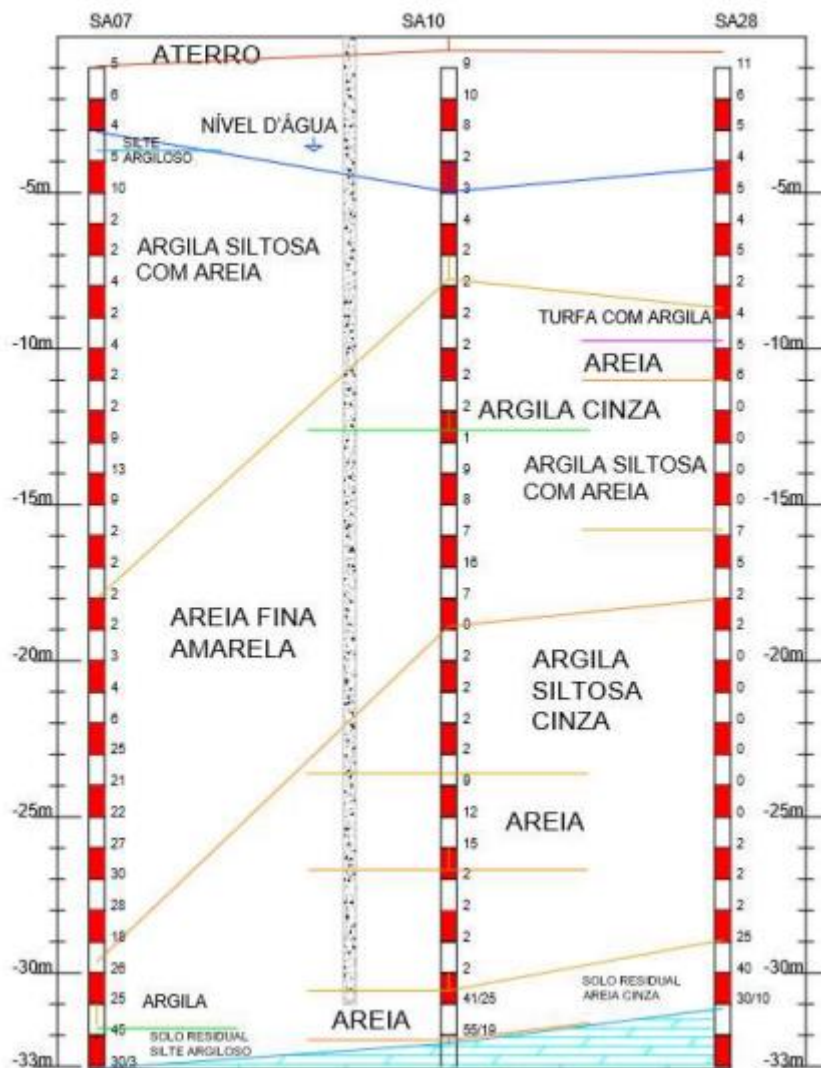 SA07
SA10
SA28
ATERRO
NÍVEL D'ÁGUA
SILTE
ARGILOSO
ARGILA SILTOSA
COM AREIA
TURFA COM ARGILA
AREIA
ARGILA CINZA
ARGILA SILTOSA
COM AREIA
AREIA FINA
AMARELA
ARGILA
SILTOSA
CINZA
AREIA
ARGILA
SOLO RESIDUAL
SILTE ARGILOSO
AREIA
SOLO RESIDUAL
AREIA CINZA
-5m
-10m
-15m
-20m
-25m
-30m
-33m
5
6
4
5
10
2
2
4
2
4
2
2
9
13
9
2
2
2
2
3
4
6
25
21
22
27
30
28
18
26
25
45
30/3
9
10
8
2
3
4
2
2
2
2
2
2
1
9
8
7
16
7
0
2
2
2
2
9
12
15
2
2
2
2
41/25
55/19
11
6
5
4
5
4
5
2
4
5
6
0
0
0
0
7
5
2
0
0
0
0
0
0
0
2
2
2
25
40
30/10
-5m
-10m
-15m
-20m
-25m
-30m
-33m